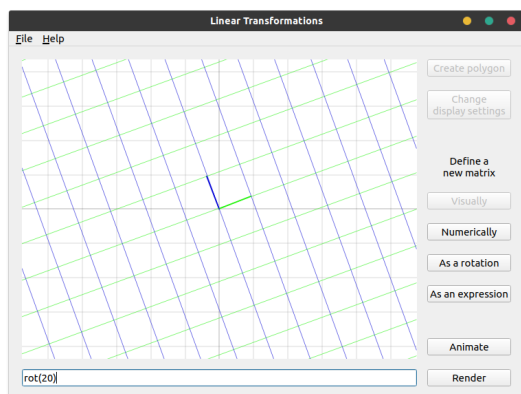 Linear Transformations
File Help
Create polygon
Change
display settings
Define a
new matrix
Visually
Numerically
As a rotation
As an expression
Animate
rot(20)
Render